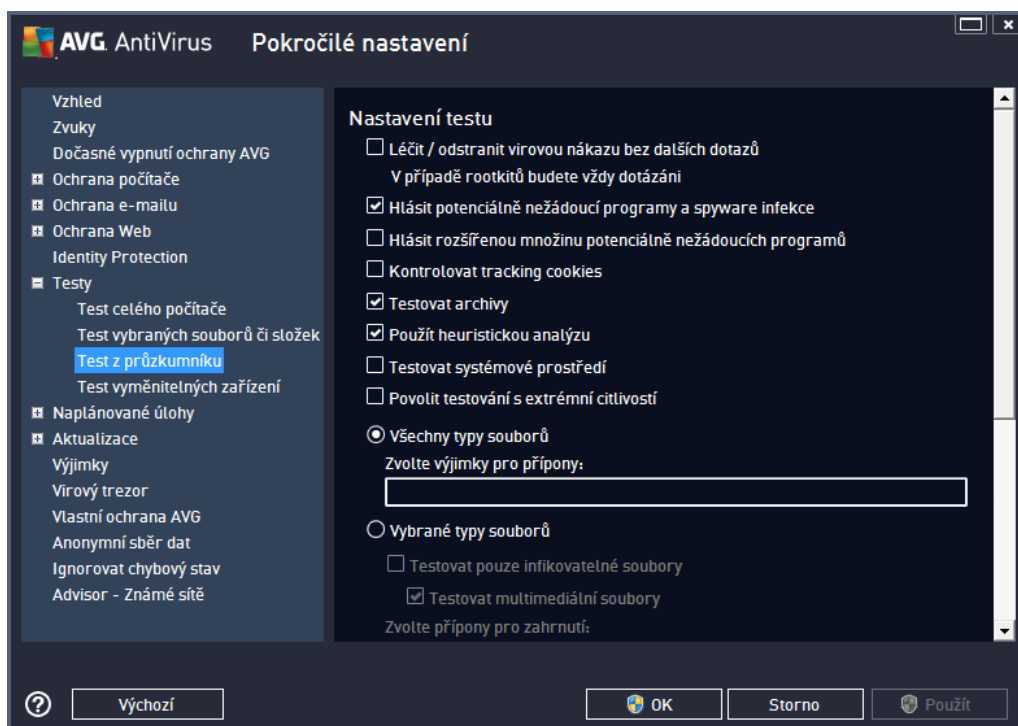 AVG AntiVirus Pokročilé nastavení
Vzhled
Zvuky
Dočasné vypnutí ochrany AVG
Ochrana počítače
Ochrana e-mailu
Ochrana Web
Identity Protection
Testy
Test celého počítače
Test vybraných souborů či složek
Test z průzkumníku
Test vyměnitelných zařízení
Naplánované úlohy
Aktualizace
Výjimky
Virový trezor
Vlastní ochrana AVG
Anonymní sběr dat
Ignorovat chybový stav
Advisor - Známé sítě
Nastavení testu
Léčit / odstranit virovou nákazu bez dalších dotazů
V případě rootkitů budete vždy dotázáni
Hlásit potenciálně nežádoucí programy a spyware infekce
Hlásit rozšířenou množinu potenciálně nežádoucích programů
Kontrolovat tracking cookies
Testovat archivy
Použít heuristickou analýzu
Testovat systémové prostředí
Povolit testování s extrémní citlivostí
Všechny typy souborů
Zvolte výjimky pro přípony:
Vybrané typy souborů
Testovat pouze infikovatelné soubory
Testovat multimediální soubory
Zvolte přípony pro zahrnutí:
? Výchozí OK Storno Použít